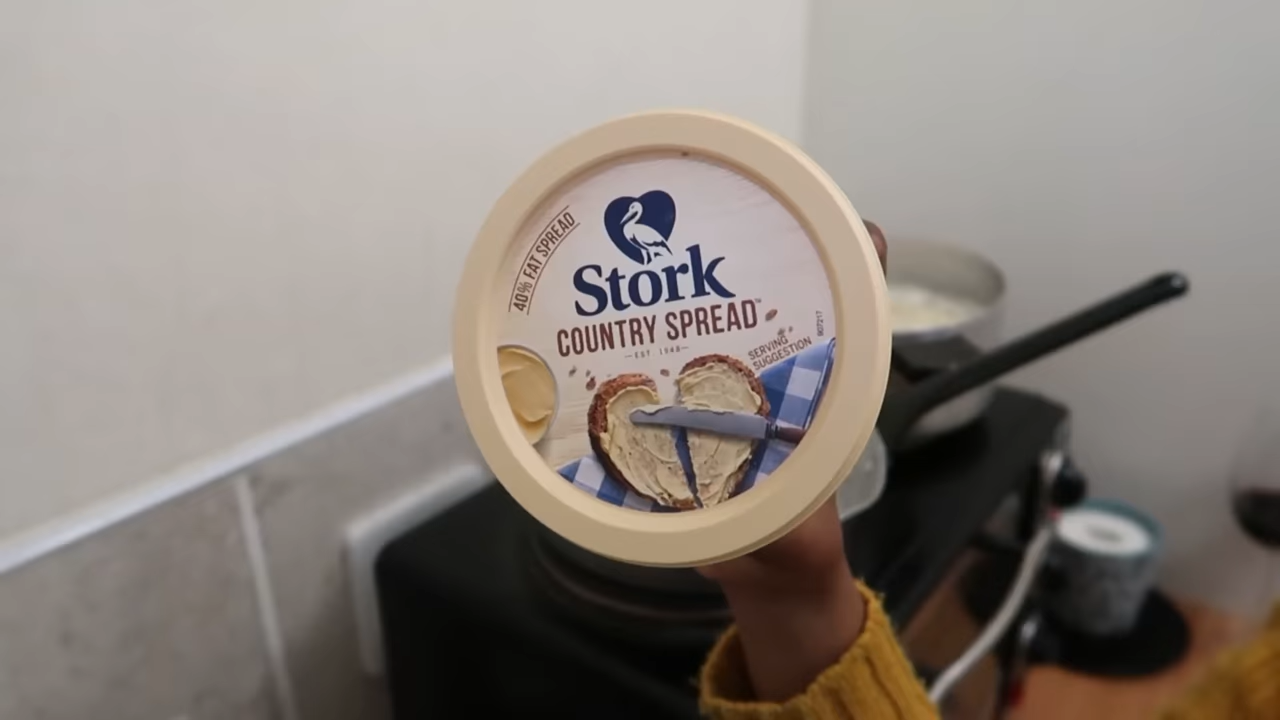 40% FAT SPREAD
Stork
COUNTRY SPREAD™
EST 1948
SERVING
SUGGESTION